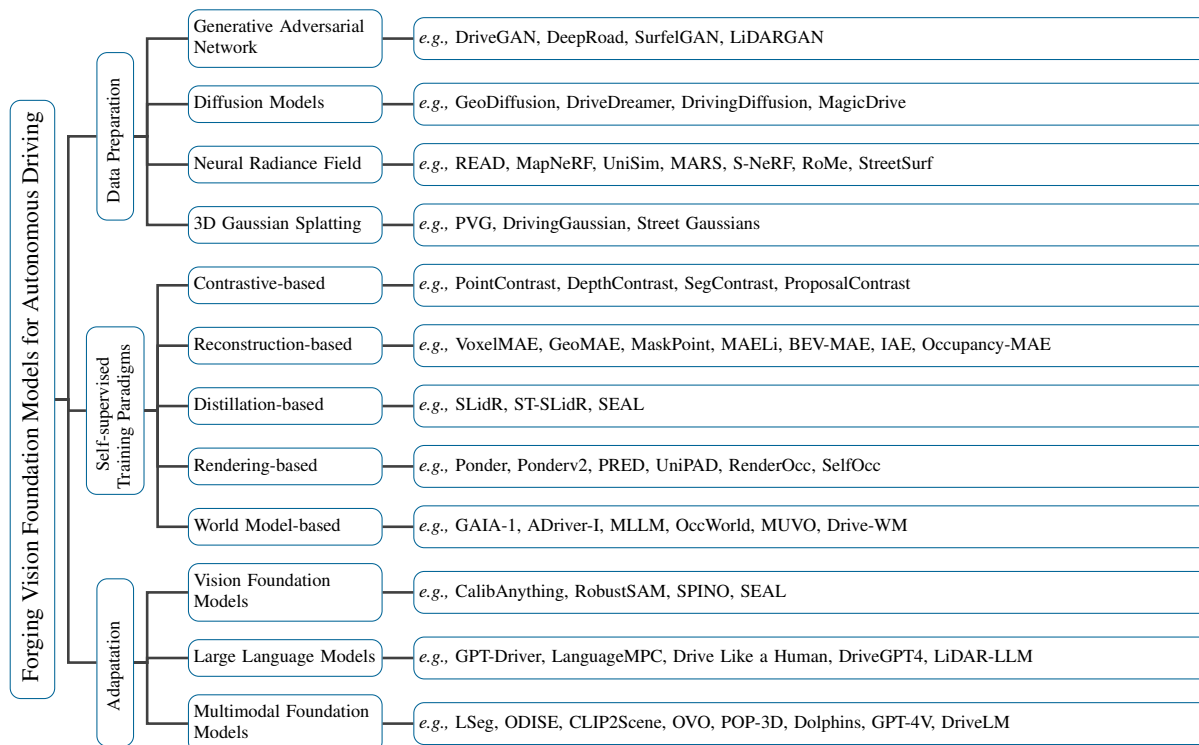 Forging Vision Foundation Models for Autonomous Driving
Data Preparation
Generative Adversarial
Network
e.g., DriveGAN, DeepRoad, SurfelGAN, LiDARGAN
Diffusion Models
e.g., GeoDiffusion, DriveDreamer, DrivingDiffusion, MagicDrive
Neural Radiance Field
e.g., READ, MapNeRF, UniSim, MARS, S-NeRF, RoMe, StreetSurf
3D Gaussian Splatting
e.g., PVG, DrivingGaussian, Street Gaussians
Self-supervised
Training Paradigms
Contrastive-based
e.g., PointContrast, DepthContrast, SegContrast, ProposalContrast
Reconstruction-based
e.g., VoxelMAE, GeoMAE, MaskPoint, MAELi, BEV-MAE, IAE, Occupancy-MAE
Distillation-based
e.g., SLidR, ST-SLidR, SEAL
Rendering-based
e.g., Ponder, Ponderv2, PRED, UniPAD, RenderOcc, SelfOcc
World Model-based
e.g., GAIA-1, ADriver-I, MLLM, OccWorld, MUVO, Drive-WM
Adapatation
Vision Foundation
Models
e.g., CalibAnything, RobustSAM, SPINO, SEAL
Large Language Models
e.g., GPT-Driver, LanguageMPC, Drive Like a Human, DriveGPT4, LiDAR-LLM
Multimodal Foundation
Models
e.g., LSeg, ODISE, CLIP2Scene, OVO, POP-3D, Dolphins, GPT-4V, DriveLM